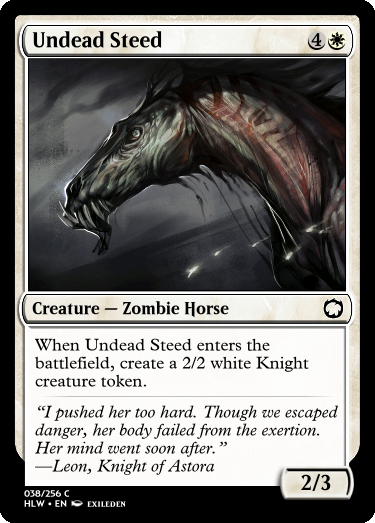 Undead Steed 4
Creature — Zombie Horse
When Undead Steed enters the
battlefield, create a 2/2 white Knight
creature token.
“I pushed her too hard. Though we escaped
danger, her body failed from the exertion.
Her mind went soon after.”
—Leon, Knight of Astora
2/3
038/256 C
HLW • EN EXILEDEN